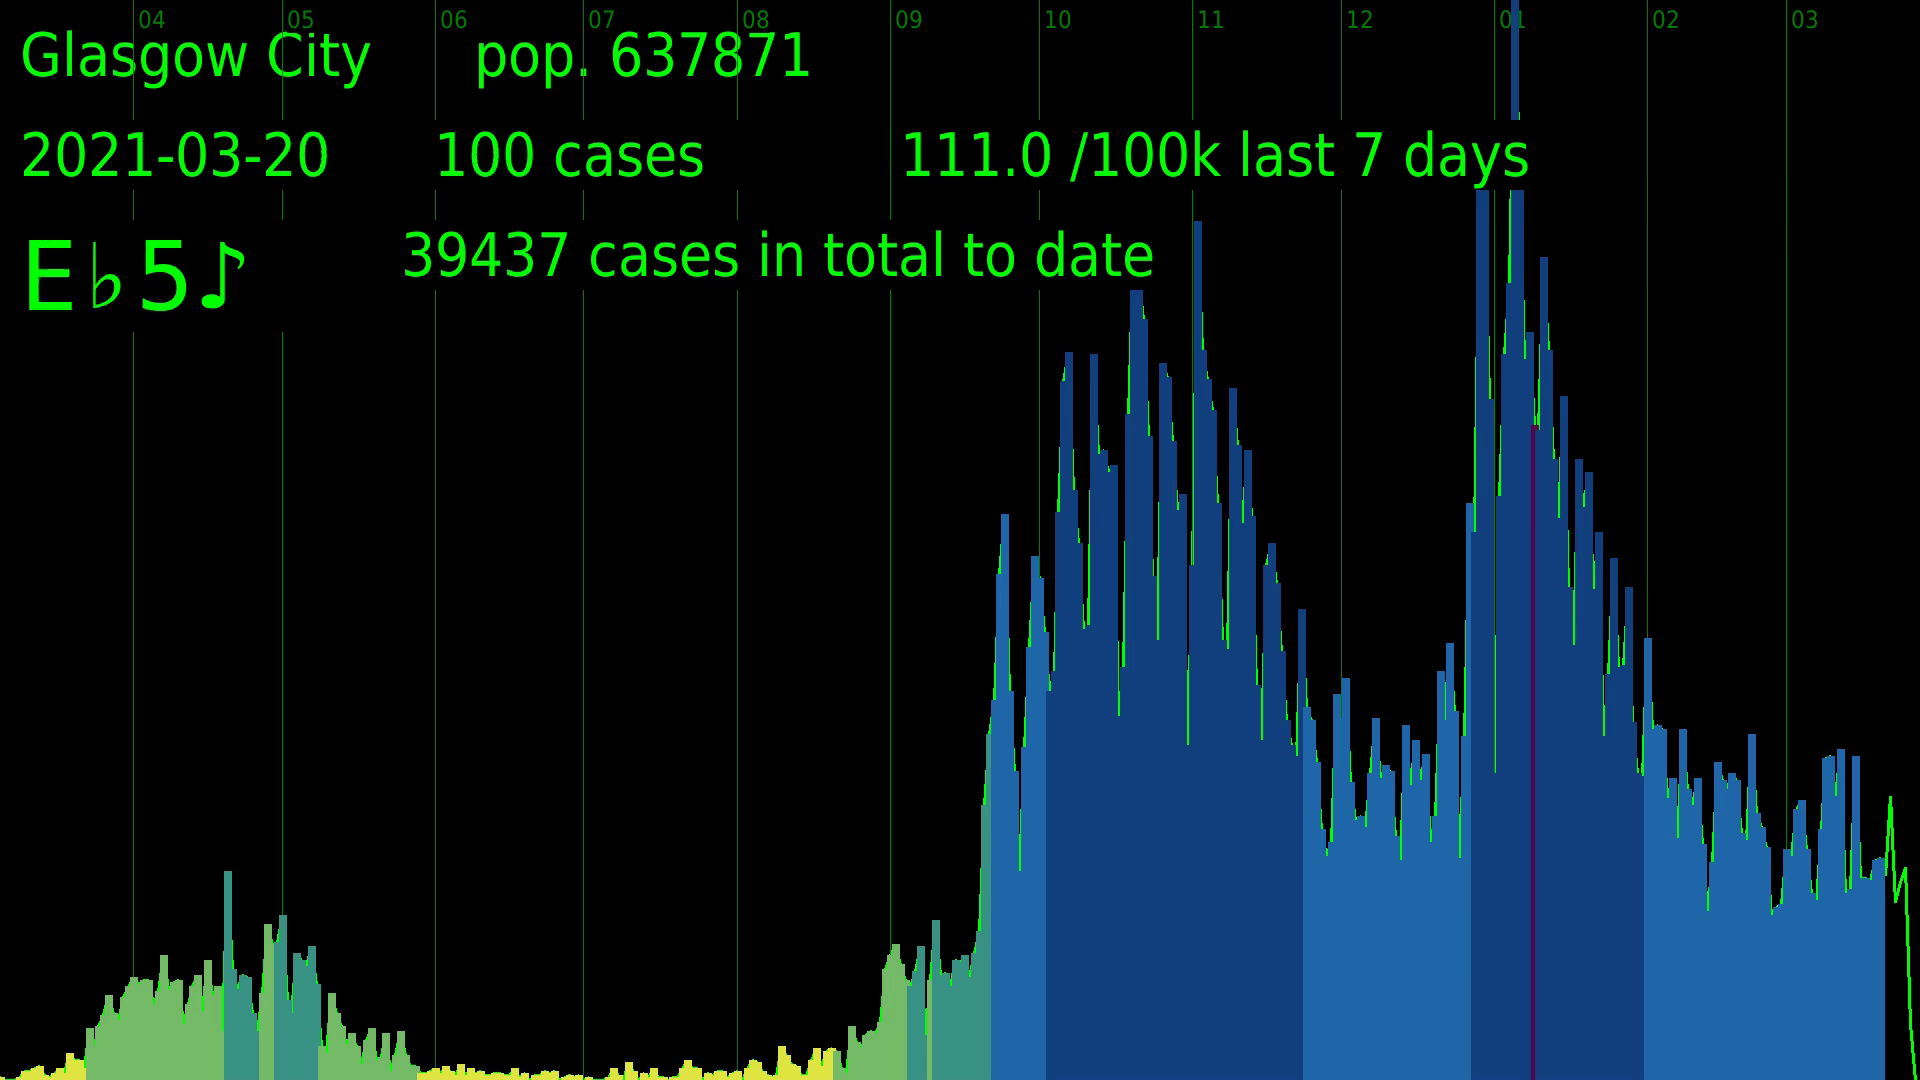 04 05 06 07 08 09 10 11 12 01 02 03
Glasgow City pop. 637871
2021-03-20 100 cases 111.0 /100k last 7 days
E♭5♪ 39437 cases in total to date